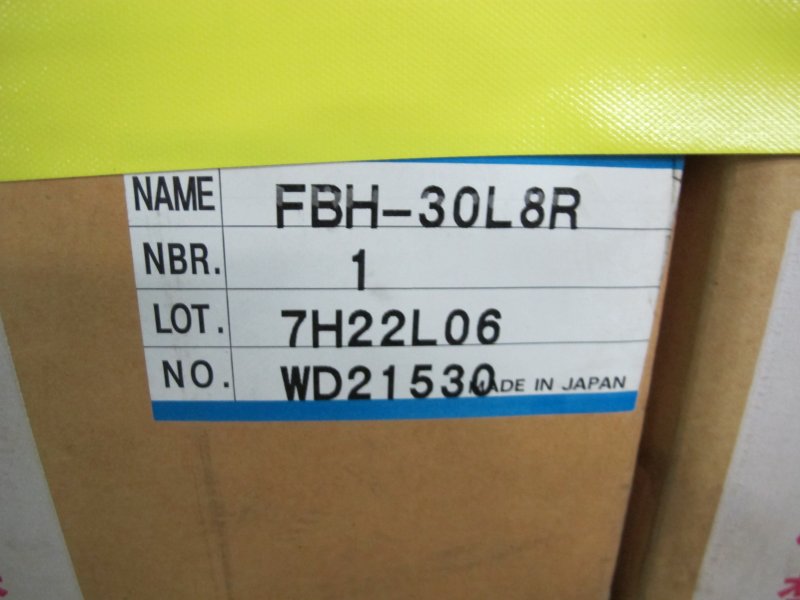 NAME FBH-30L8R
NBR. 1
LOT. 7H22L06
NO. WD21530 MADE IN JAPAN